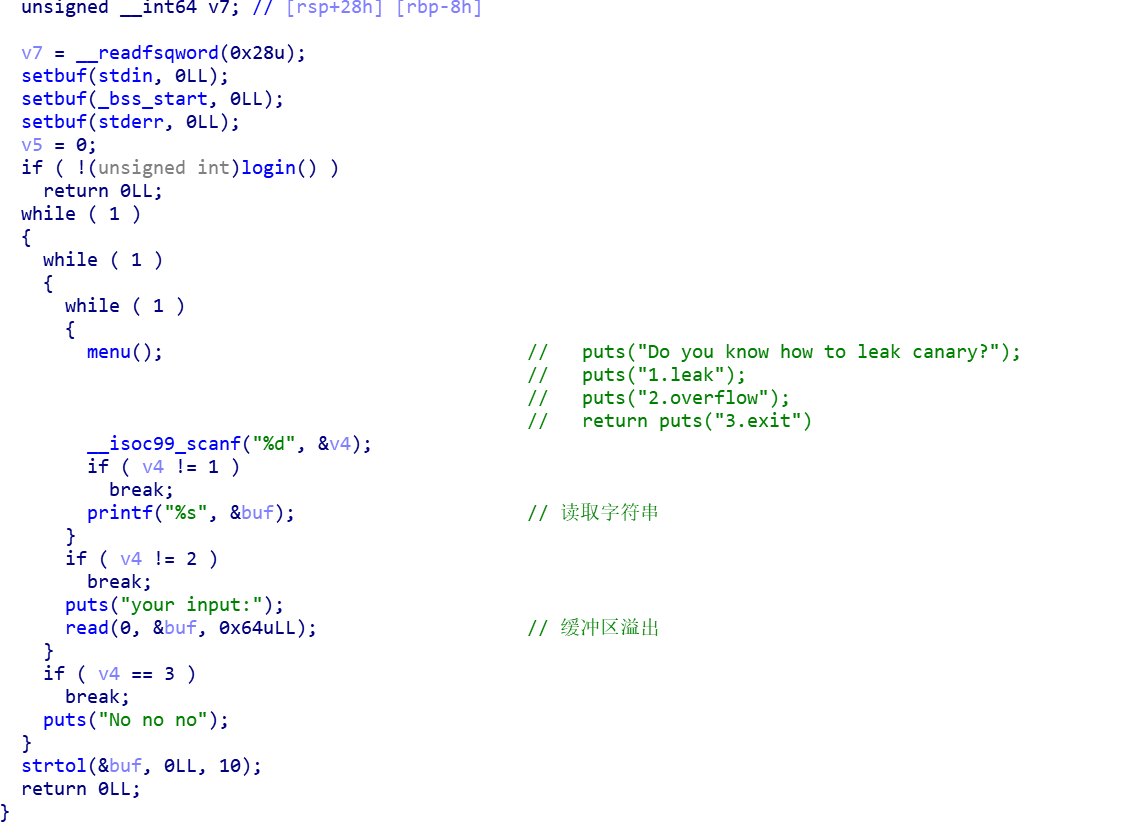 unsigned __int64 v7; // [rsp+28h] [rbp-8h]
v7 = __readfsqword(0x28u);
setbuf(stdin, 0LL);
setbuf(_bss_start, 0LL);
setbuf(stderr, 0LL);
v5 = 0;
if ( !(unsigned int)login() )
return 0LL;
while ( 1 )
{
while ( 1 )
{
while ( 1 )
{
menu(); // puts("Do you know how to leak canary?");
// puts("1.leak");
// puts("2.overflow");
// return puts("3.exit")
__isoc99_scanf("%d", &v4);
if ( v4 != 1 )
break;
printf("%s", &buf); // 读取字符串
}
if ( v4 != 2 )
break;
puts("your input:");
read(0, &buf, 0x64uLL); // 缓冲区溢出
}
if ( v4 == 3 )
break;
puts("No no no");
}
strtol(&buf, 0LL, 10);
return 0LL;
}